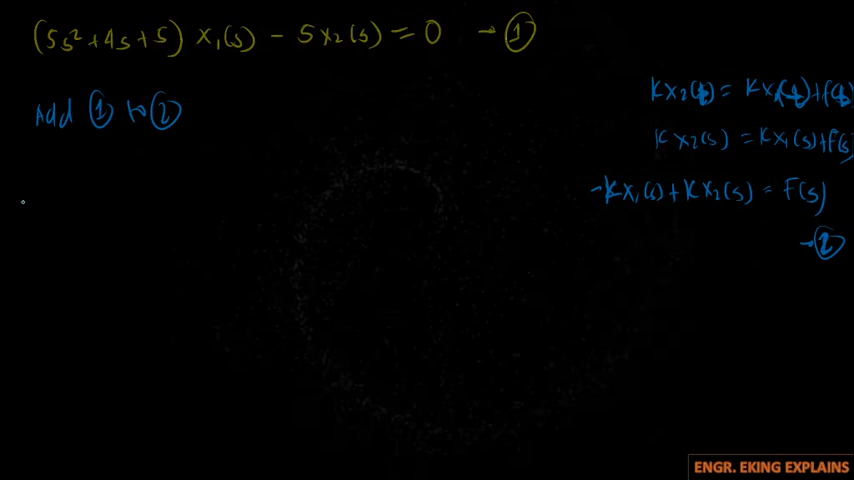 (5s²+4s+5) X₁(s) - 5X₂(s) = 0 → ①
Add ① to ②
KX₂(t) = KX₁(t)+f(t)
KX₂(s) = KX₁(s)+F(s)
-KX₁(s)+KX₂(s) = F(s)
→②
ENGR. EKING EXPLAINS